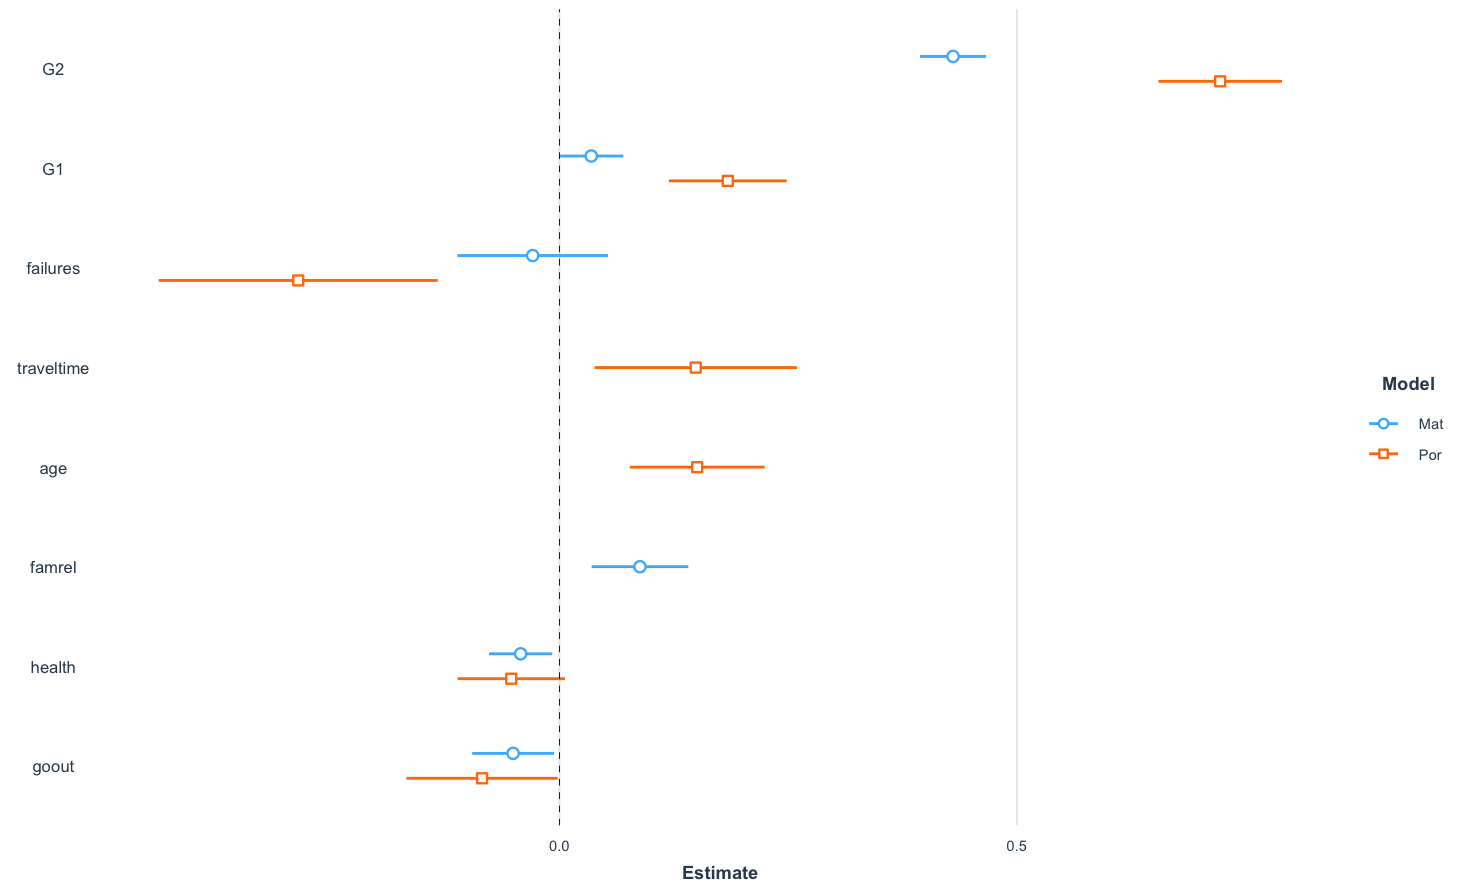 G2
G1
failures
traveltime
age
famrel
health
goout
0.0
0.5
Estimate
Model
Mat
Por